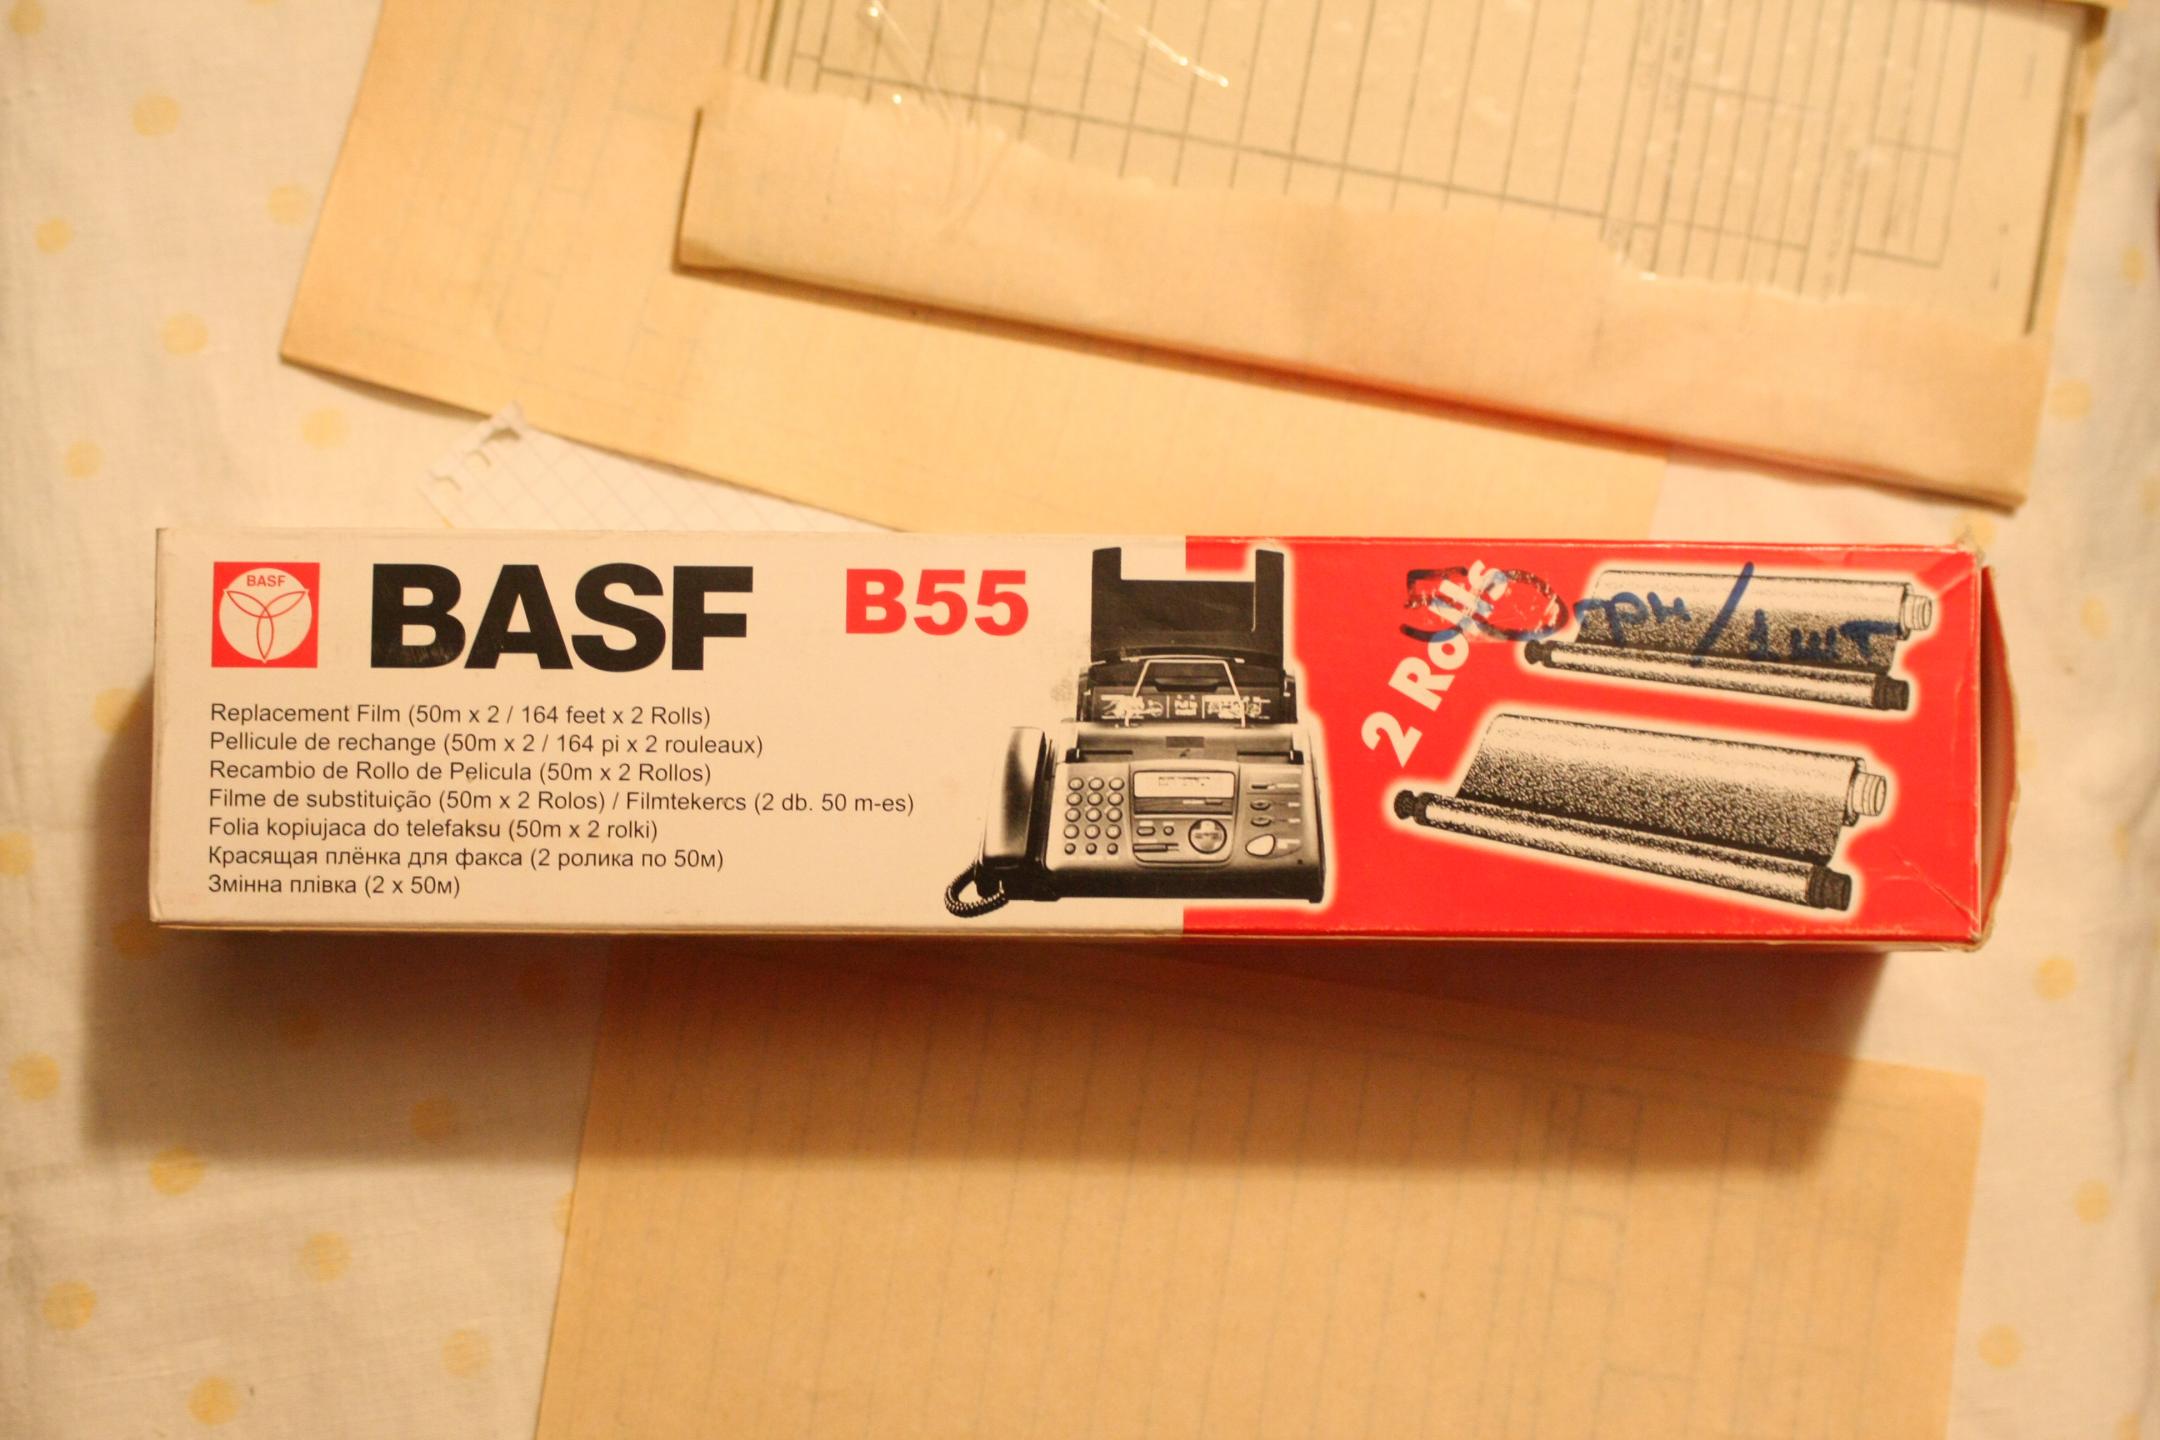 BASF
BASF
B55
Replacement Film (50m x 2 / 164 feet x 2 Rolls)
Pellicule de rechange (50m x 2 / 164 pi x 2 rouleaux)
Recambio de Rollo de Pelicula (50m x 2 Rollos)
Filme de substituição (50m x 2 Rolos) / Filmtekercs (2 db. 50 m-es)
Folia kopiujaca do telefaksu (50m x 2 rolki)
Красящая плёнка для факса (2 ролика по 50м)
Змінна плівка (2 x 50м)
2 Rolls
50 грн/1 шт